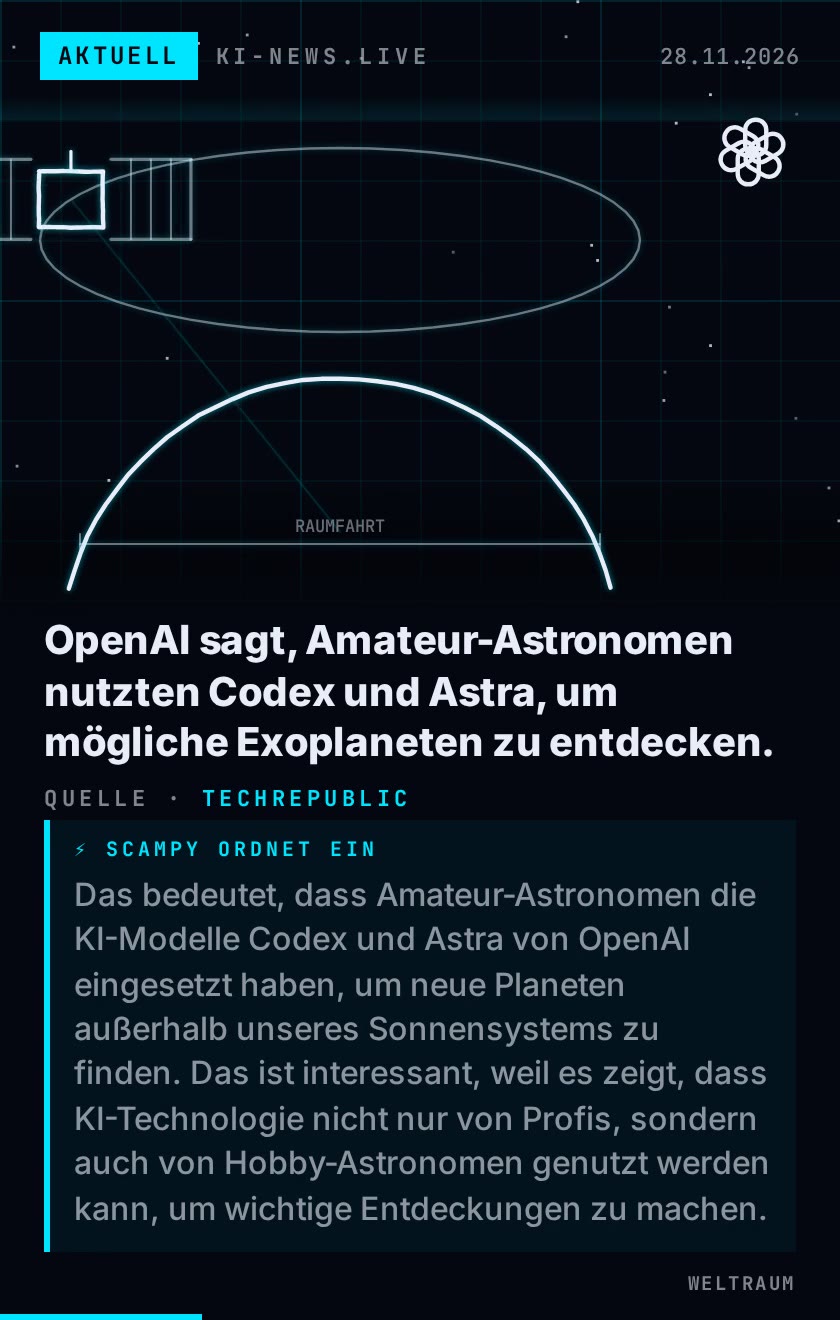 AKTUELL KI-NEWS.LIVE 28.11.2026
RAUMFAHRT
OpenAI sagt, Amateur-Astronomen
nutzten Codex und Astra, um
mögliche Exoplaneten zu entdecken.
QUELLE · TECHREPUBLIC
⚡ SCAMPY ORDNET EIN
Das bedeutet, dass Amateur-Astronomen die
KI-Modelle Codex und Astra von OpenAI
eingesetzt haben, um neue Planeten
außerhalb unseres Sonnensystems zu
finden. Das ist interessant, weil es zeigt, dass
KI-Technologie nicht nur von Profis, sondern
auch von Hobby-Astronomen genutzt werden
kann, um wichtige Entdeckungen zu machen.
WELTRAUM